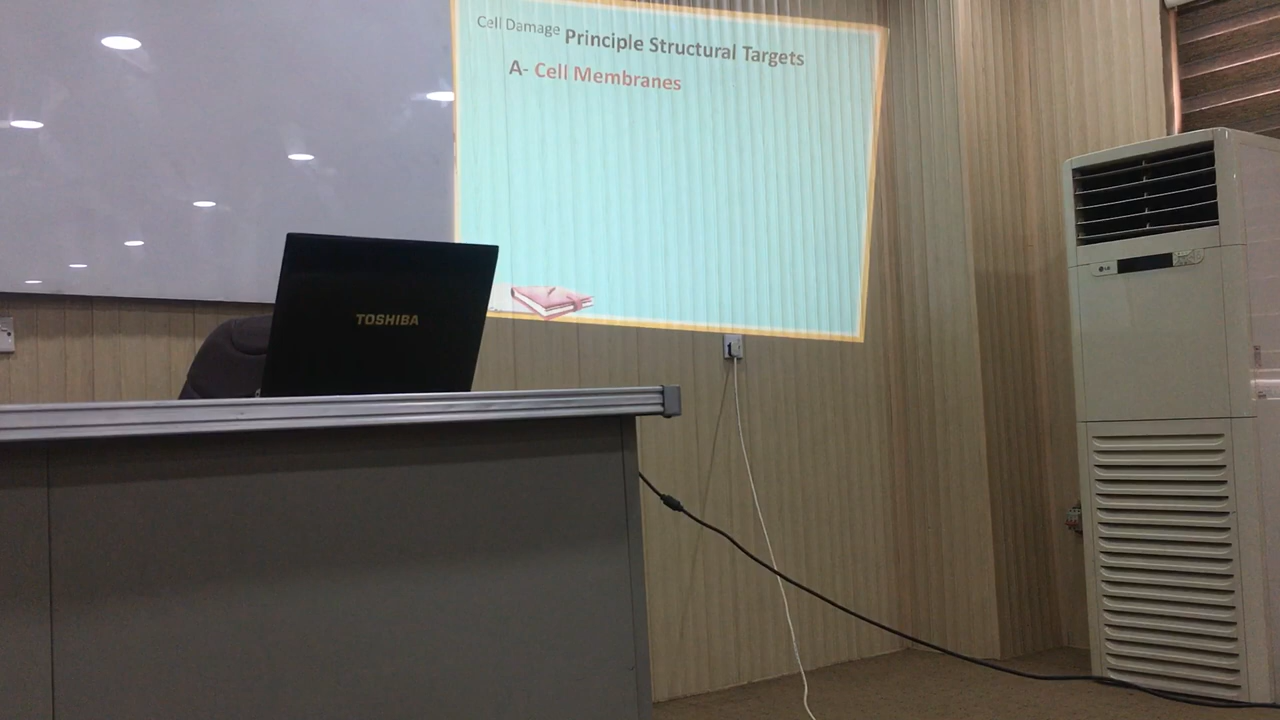 Cell Damage Principle Structural Targets
A- Cell Membranes
TOSHIBA
LG